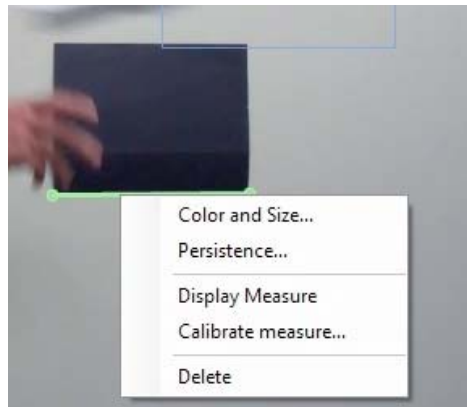 Color and Size...
Persistence...
Display Measure
Calibrate measure...
Delete